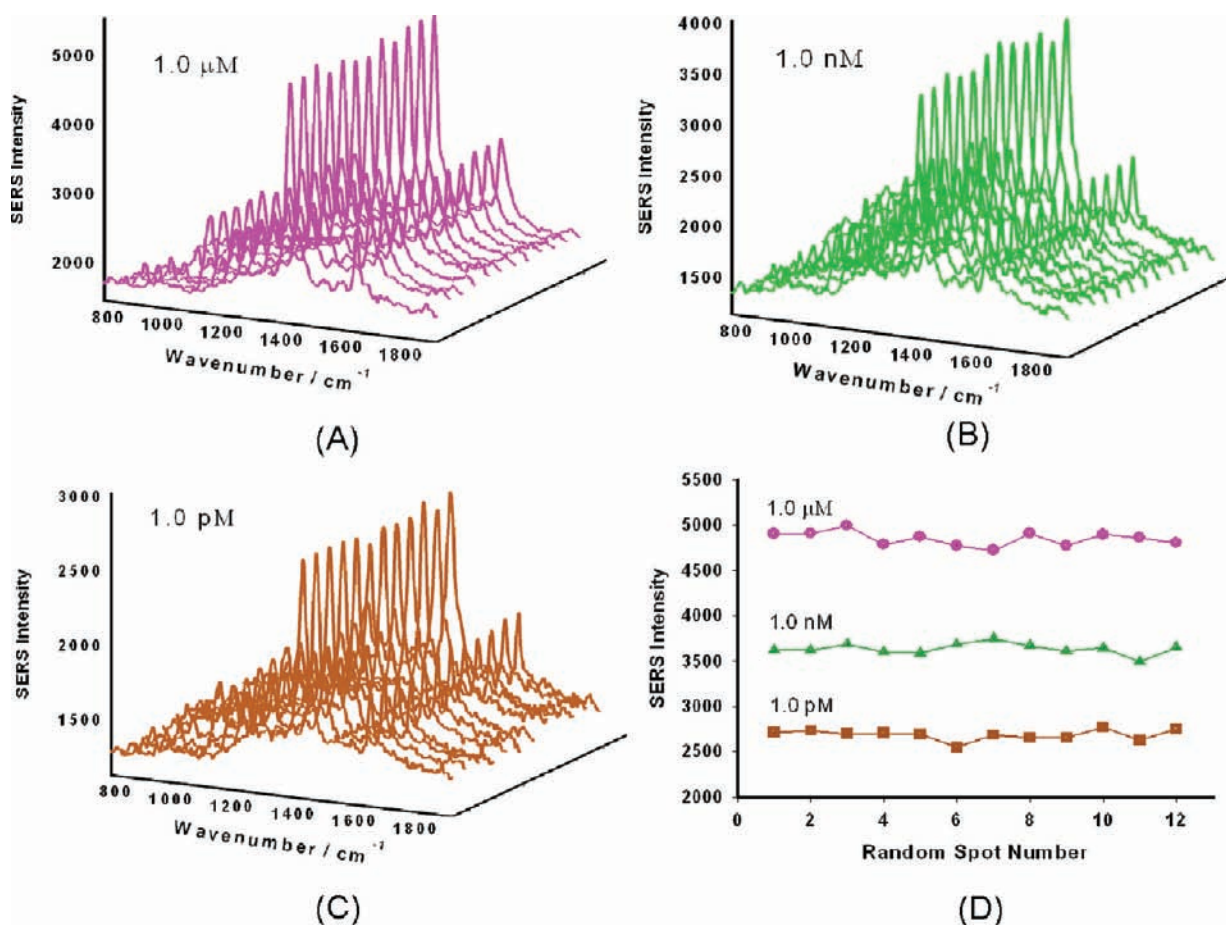 1.0 μM
SERS Intensity
5000
4000
3000
2000
800
1000
1200
1400
1600
1800
Wavenumber / cm⁻¹
(A)
1.0 nM
SERS Intensity
4000
3500
3000
2500
2000
1500
800
1000
1200
1400
1600
1800
Wavenumber / cm⁻¹
(B)
1.0 pM
SERS Intensity
3000
2500
2000
1500
800
1000
1200
1400
1600
1800
Wavenumber / cm⁻¹
(C)
SERS Intensity
5500
5000
4500
4000
3500
3000
2500
2000
1.0 μM
1.0 nM
1.0 pM
0
2
4
6
8
10
12
Random Spot Number
(D)